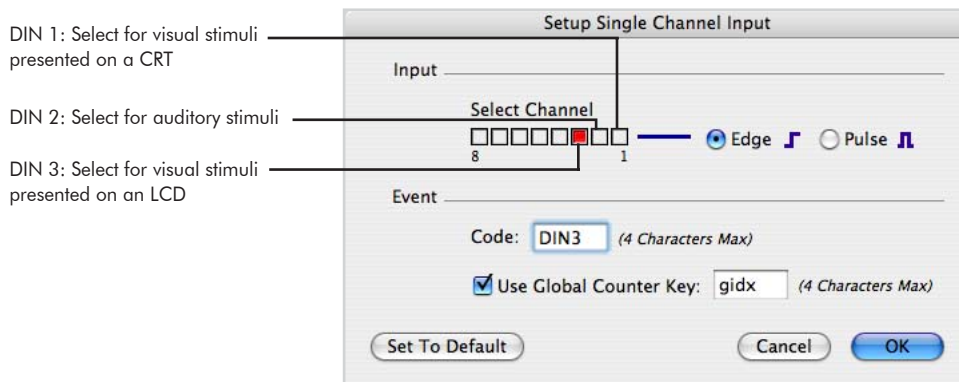 DIN 1: Select for visual stimuli
presented on a CRT
DIN 2: Select for auditory stimuli
DIN 3: Select for visual stimuli
presented on an LCD
Setup Single Channel Input
Input
Select Channel
8 1
Edge Pulse
Event
Code: DIN3 (4 Characters Max)
Use Global Counter Key: gidx (4 Characters Max)
Set To Default Cancel OK